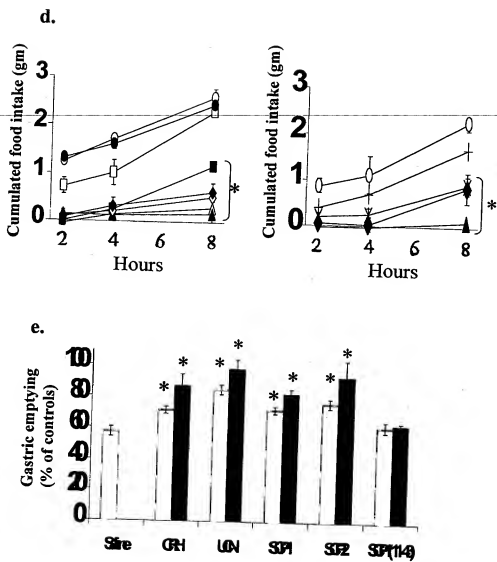 d.
Cumulated food intake (gm)
3
2
1
0
2 4 6 8
Hours
*
Cumulated food intake (gm)
3
2
1
0
2 4 6 8
Hours
*
e.
Gastric emptying
(% of controls)
100
80
60
40
20
0
* * * * * * * *
Saline CRH UCN SCP1 SCP2